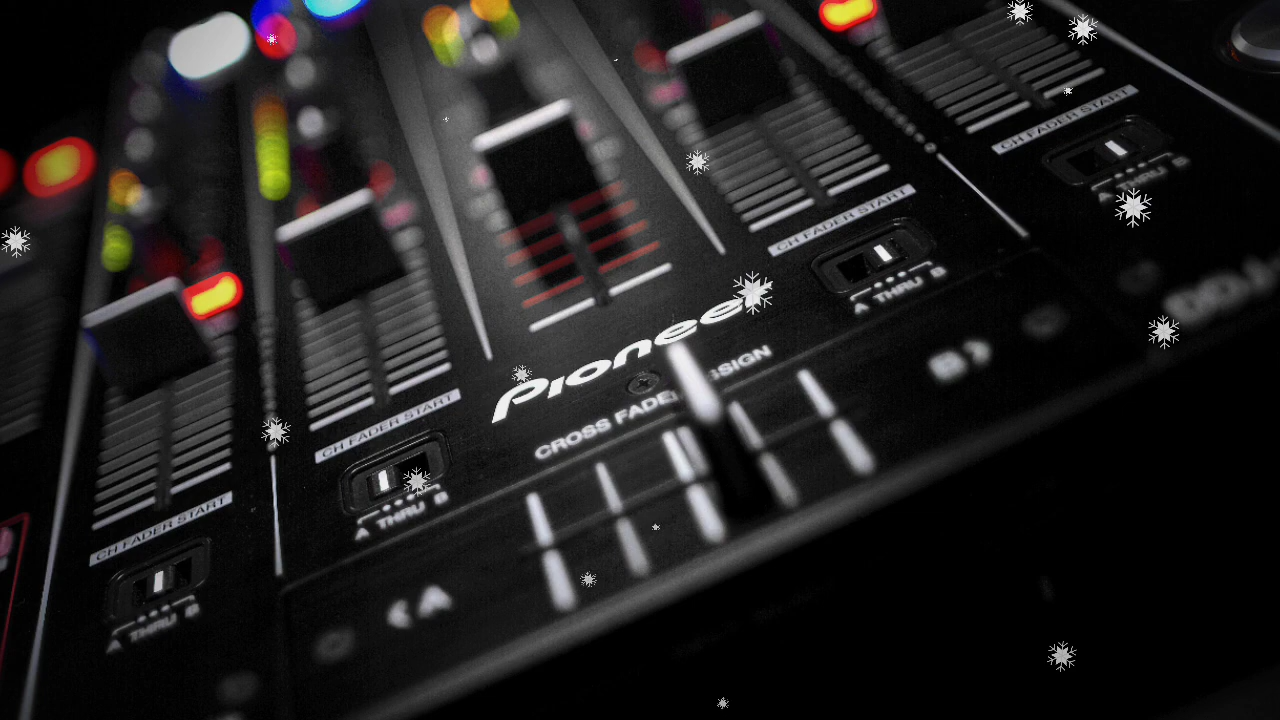 CH FADER START
A THRU B
CH FADER START
A THRU B
Pioneer
CROSS FADER ASSIGN
CH FADER START
A THRU B
CH FADER START
A THRU B
A
B